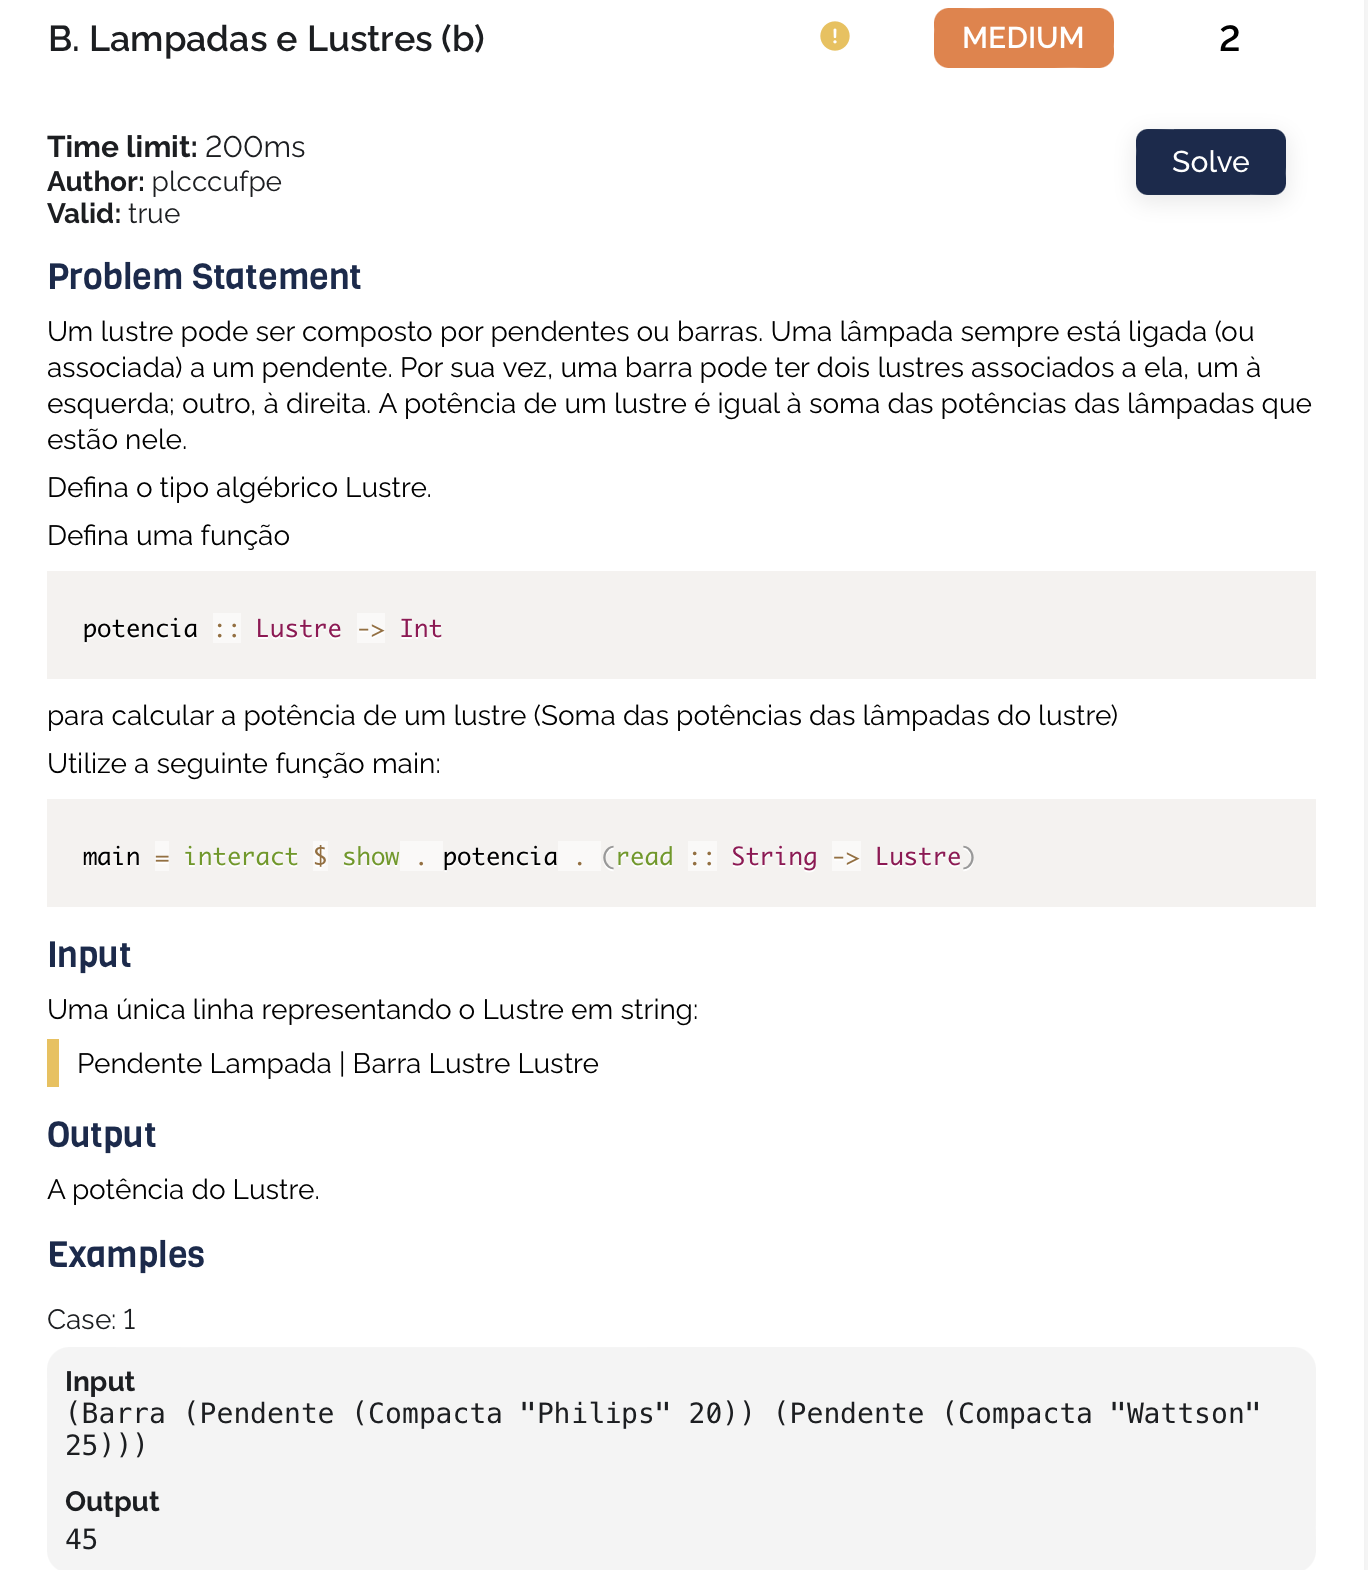 B. Lampadas e Lustres (b)
!
MEDIUM
2
Time limit: 200ms
Author: plcccufpe
Valid: true
Solve
Problem Statement
Um lustre pode ser composto por pendentes ou barras. Uma lâmpada sempre está ligada (ou
associada) a um pendente. Por sua vez, uma barra pode ter dois lustres associados a ela, um à
esquerda; outro, à direita. A potência de um lustre é igual à soma das potências das lâmpadas que
estão nele.
Defina o tipo algébrico Lustre.
Defina uma função
potencia :: Lustre -> Int
para calcular a potência de um lustre (Soma das potências das lâmpadas do lustre)
Utilize a seguinte função main:
main = interact $ show . potencia . (read :: String -> Lustre)
Input
Uma única linha representando o Lustre em string:
Pendente Lampada | Barra Lustre Lustre
Output
A potência do Lustre.
Examples
Case: 1
Input
(Barra (Pendente (Compacta "Philips" 20)) (Pendente (Compacta "Wattson"
25)))
Output
45